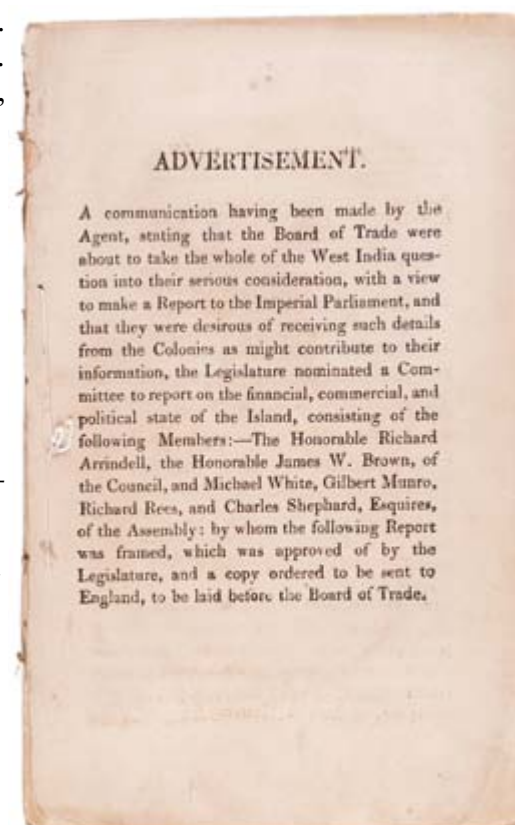 ADVERTISEMENT.
A communication having been made by the
Agent, stating that the Board of Trade were
about to take the whole of the West India ques-
tion into their serious consideration, with a view
to make a Report to the Imperial Parliament, and
that they were desirous of receiving such details
from the Colonies as might contribute to their
information, the Legislature nominated a Com-
mittee to report on the financial, commercial, and
political state of the Island, consisting of the
following Members:—The Honorable Richard
Arrindell, the Honorable James W. Brown, of
the Council, and Michael White, Gilbert Munro,
Richard Rees, and Charles Shephard, Esquires,
of the Assembly: by whom the following Report
was framed, which was approved of by the
Legislature, and a copy ordered to be sent to
England, to be laid before the Board of Trade.